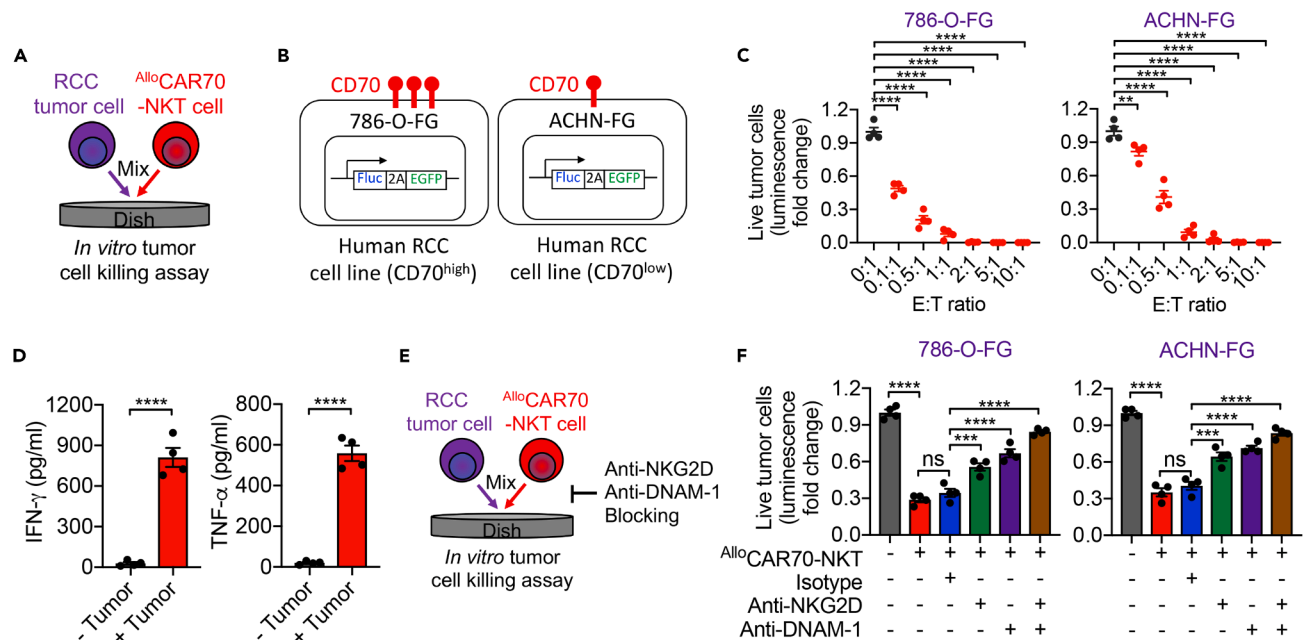 A
RCC
tumor cell
AlloCAR70
-NKT cell
Mix
Dish
In vitro tumor
cell killing assay
B
CD70
786-O-FG
Fluc 2A EGFP
Human RCC
cell line (CD70high)
CD70
ACHN-FG
Fluc 2A EGFP
Human RCC
cell line (CD70low)
C
786-O-FG
****
****
****
****
****
****
Live tumor cells
(luminescence
fold change)
1.2
0.9
0.6
0.3
0.0
0:1
0.1:1
0.5:1
1:1
2:1
5:1
10:1
E:T ratio
ACHN-FG
****
****
****
****
****
**
1.2
0.9
0.6
0.3
0.0
0:1
0.1:1
0.5:1
1:1
2:1
5:1
10:1
E:T ratio
D
IFN-γ (pg/ml)
1200
900
600
300
0
****
- Tumor
+ Tumor
TNF-α (pg/ml)
800
600
400
200
0
****
- Tumor
+ Tumor
E
RCC
tumor cell
AlloCAR70
-NKT cell
Mix
Anti-NKG2D
Anti-DNAM-1
Blocking
Dish
In vitro tumor
cell killing assay
F
786-O-FG
Live tumor cells
(luminescence
fold change)
1.2
0.9
0.6
0.3
0.0
****
ns
***
****
****
ACHN-FG
1.2
0.9
0.6
0.3
0.0
****
ns
***
****
****
AlloCAR70-NKT - + + + + + - + + + + +
Isotype - - + - - - - - + - - -
Anti-NKG2D - - - + - + - - - + - +
Anti-DNAM-1 - - - - + + - - - - + +